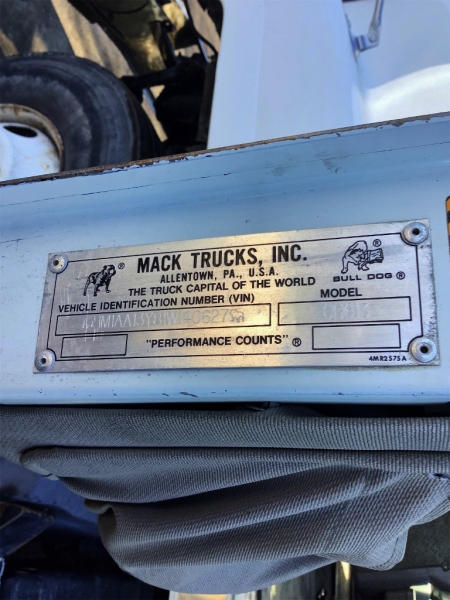 MACK TRUCKS, INC.
ALLENTOWN, PA., U.S.A.
THE TRUCK CAPITAL OF THE WORLD
BULL DOG ®
VEHICLE IDENTIFICATION NUMBER (VIN)
MODEL
"PERFORMANCE COUNTS" ®
4MR2575A